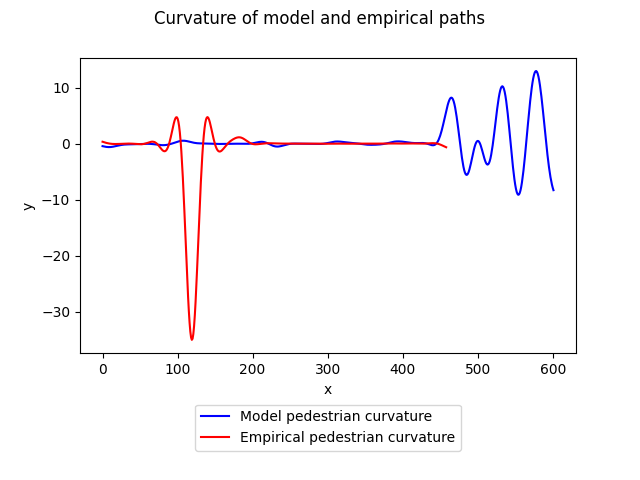 Curvature of model and empirical paths
10
0
−10
−20
−30
y
0 100 200 300 400 500 600
x
Model pedestrian curvature
Empirical pedestrian curvature